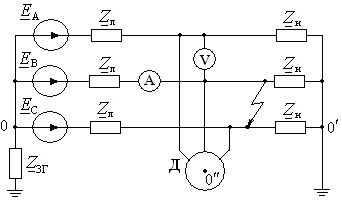 E_A Z_л Z_н
V
E_B Z_л A Z_н
E_C Z_л Z_н
0 0'
Z_ЗГ Д 0''